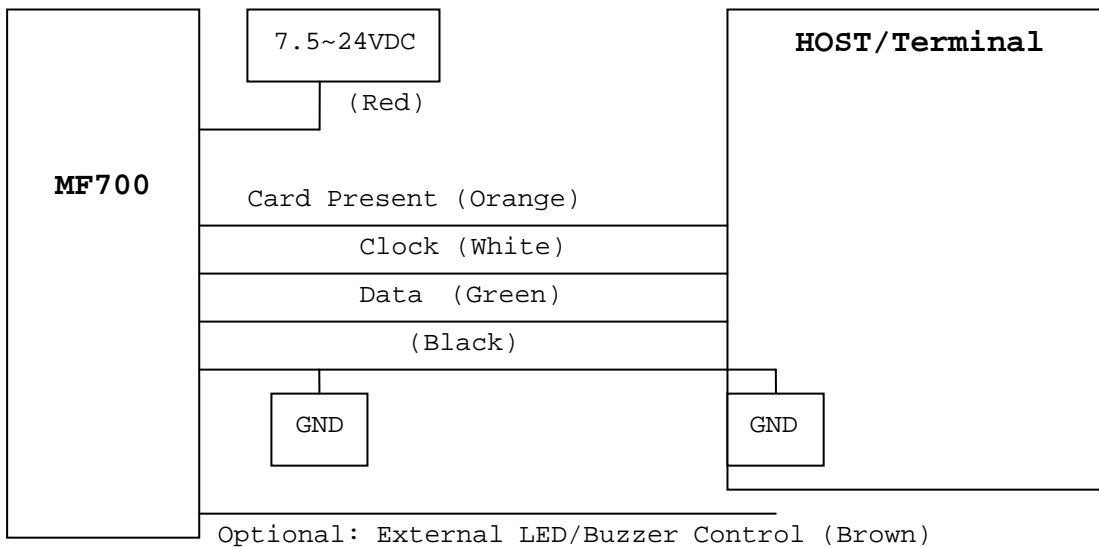 7.5~24VDC
HOST/Terminal
(Red)
MF700
Card Present (Orange)
Clock (White)
Data (Green)
(Black)
GND
GND
Optional: External LED/Buzzer Control (Brown)